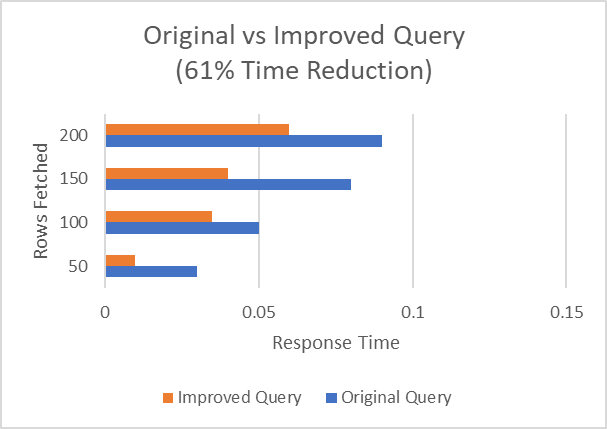 Original vs Improved Query
(61% Time Reduction)
Rows Fetched
200
150
100
50
0 0.05 0.1 0.15
Response Time
Improved Query Original Query